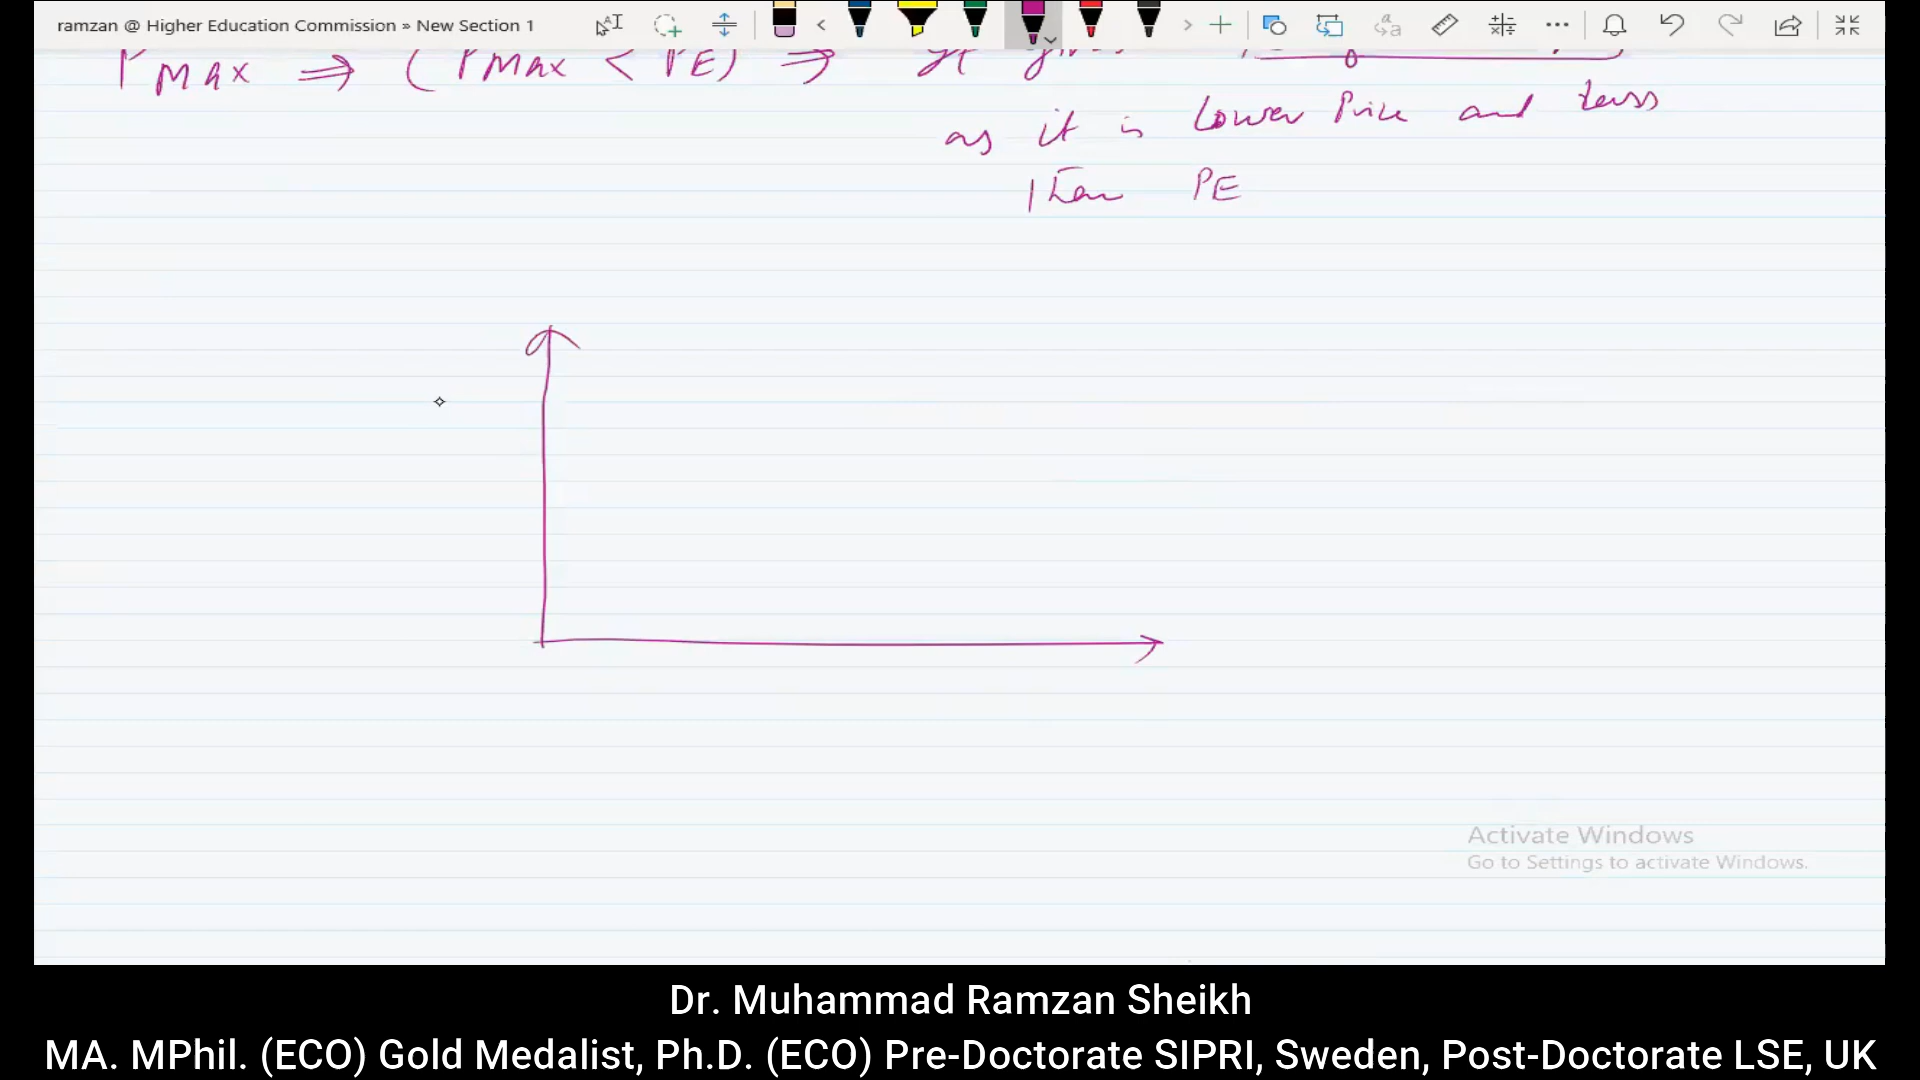 ramzan @ Higher Education Commission » New Section 1
PMax ⇒ (PMax < PE) ⇒
as it is Lower Price and
PE
Activate Windows
Go to Settings to activate Windows.
Dr. Muhammad Ramzan Sheikh
MA. MPhil. (ECO) Gold Medalist, Ph.D. (ECO) Pre-Doctorate SIPRI, Sweden, Post-Doctorate LSE, UK